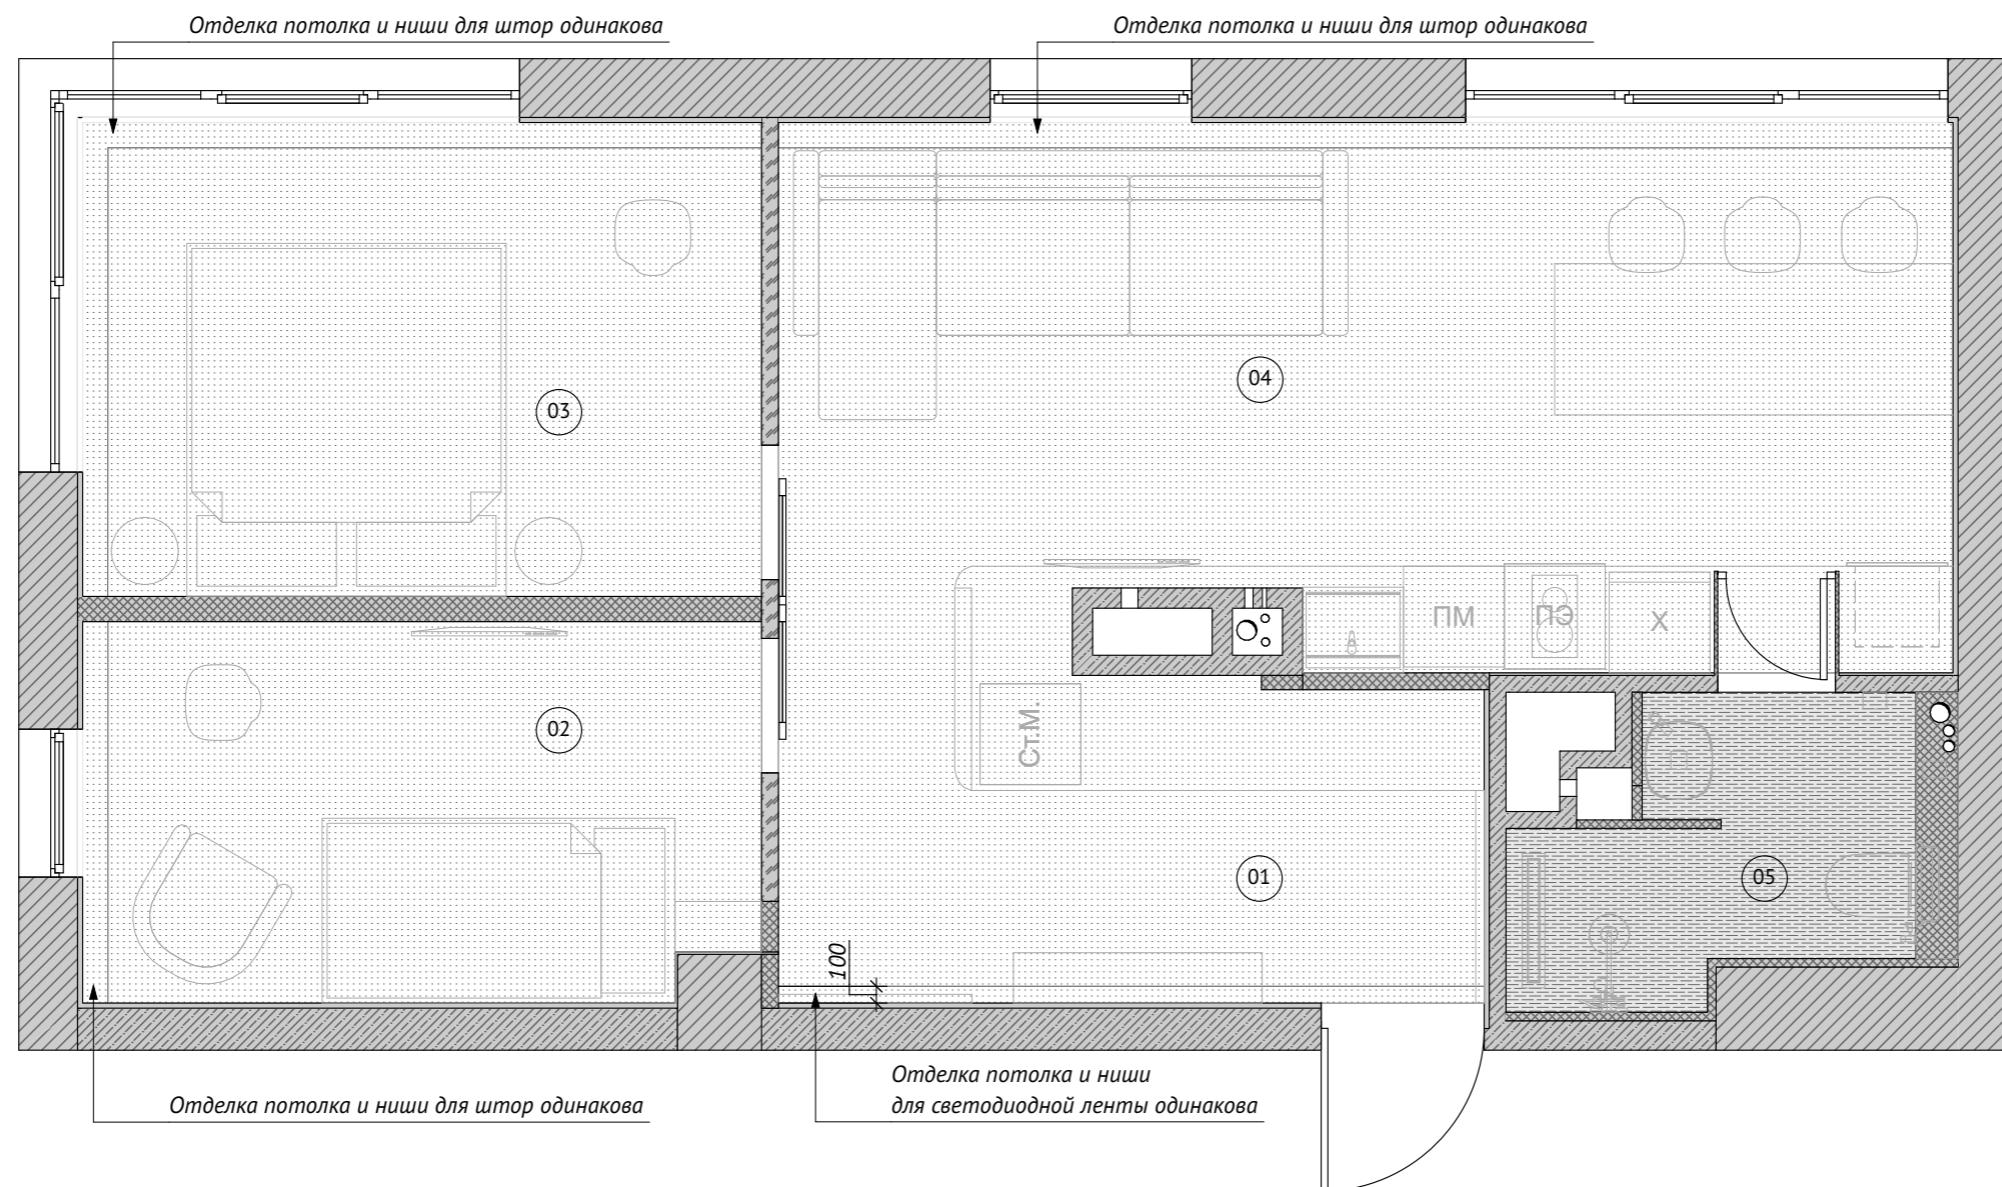 Отделка потолка и ниши для штор одинакова
Отделка потолка и ниши для штор одинакова
04
03
ПМ
ПЭ
Х
02
Ст.М.
01
05
100
Отделка потолка и ниши
для светодиодной ленты одинакова
Отделка потолка и ниши для штор одинакова